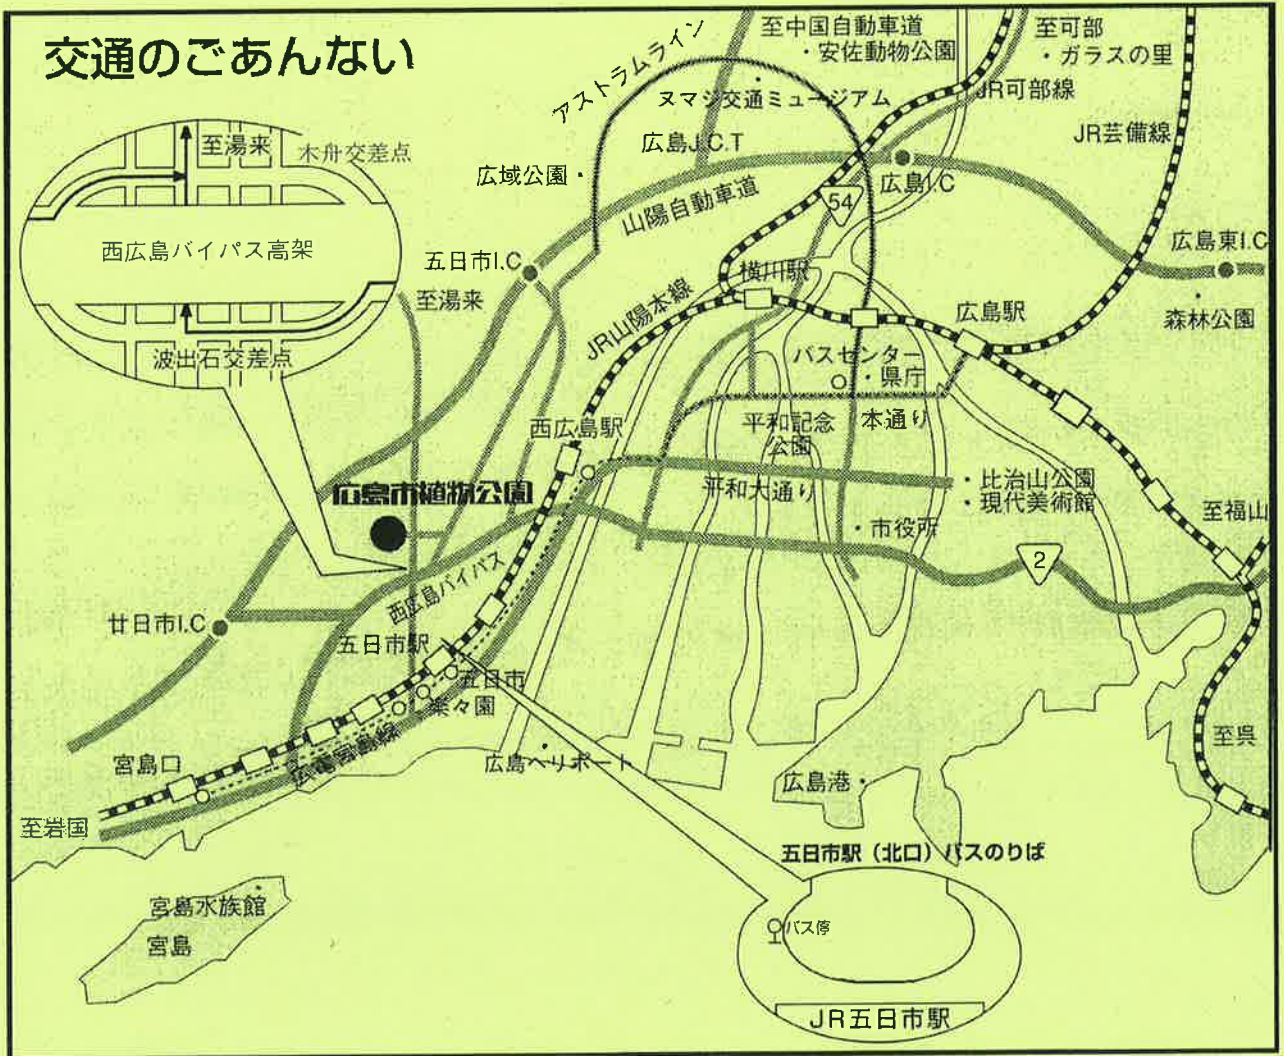 交通のごあんない
至中国自動車道
・安佐動物公園
至可部
・ガラスの里
アストラムライン
ヌマジ交通ミュージアム
JR可部線
JR芸備線
至湯来
木舟交差点
広島J.C.T
広域公園・
広島I.C
山陽自動車道
54
西広島バイパス高架
五日市I.C
横川駅
広島東I.C
至湯来
JR山陽本線
広島駅
・
森林公園
波出石交差点
バスセンター
・県庁
西広島駅
平和記念
公園
本通り
広島市植物公園
平和大通り
・比治山公園
・現代美術館
至福山
・市役所
2
西広島バイパス
廿日市I.C
五日市駅
五日市
楽々園
宮島口
広電宮島線
広島ヘリポート
広島港・
至呉
至岩国
五日市駅（北口）バスのりば
宮島水族館
宮島
バス停
JR五日市駅